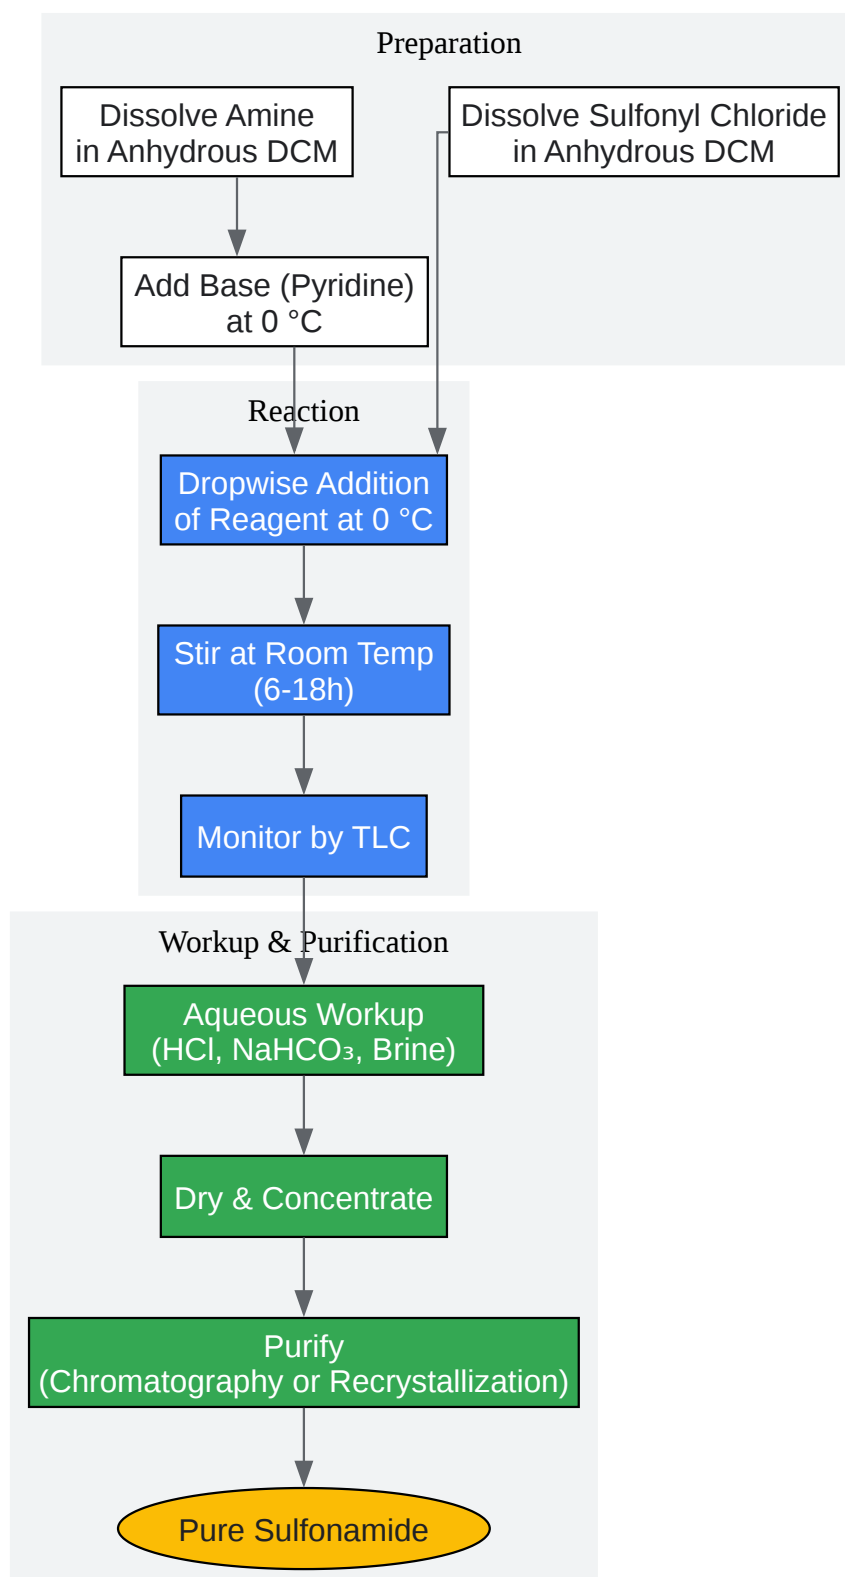 Preparation
Dissolve Amine
in Anhydrous DCM
Dissolve Sulfonyl Chloride
in Anhydrous DCM
Add Base (Pyridine)
at 0 °C
Reaction
Dropwise Addition
of Reagent at 0 °C
Stir at Room Temp
(6-18h)
Monitor by TLC
Workup & Purification
Aqueous Workup
(HCl, NaHCO₃, Brine)
Dry & Concentrate
Purify
(Chromatography or Recrystallization)
Pure Sulfonamide